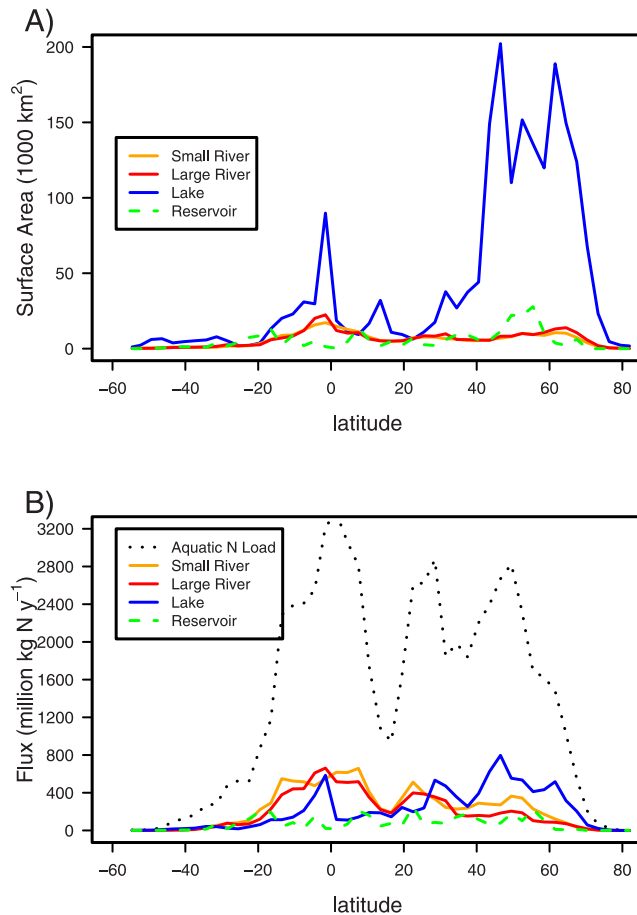 A)
Surface Area (1000 km²)
200
150
100
50
0
Small River
Large River
Lake
Reservoir
−60 −40 −20 0 20 40 60 80
latitude
B)
Flux (million kg N y⁻¹)
3200
2800
2400
2000
1600
1200
800
400
0
Aquatic N Load
Small River
Large River
Lake
Reservoir
−60 −40 −20 0 20 40 60 80
latitude